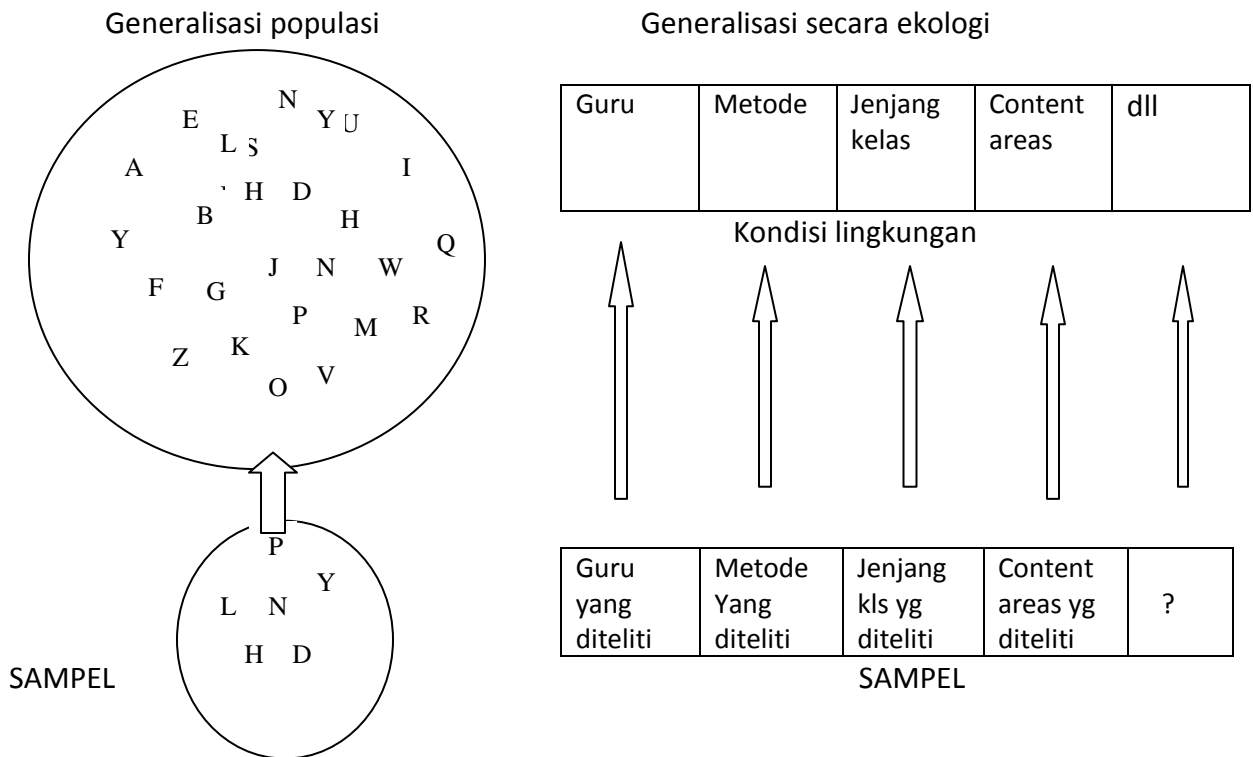 Generalisasi populasi
N
E
Y U
L S
A
I
H D
B
H
Y
Q
J N W
F
G
P
M
R
K
Z
V
O
P
Y
L N
H D
SAMPEL
Generalisasi secara ekologi
Guru
Metode
Jenjang
kelas
Content
areas
dll
Kondisi lingkungan
Guru
yang
diteliti
Metode
Yang
diteliti
Jenjang
kls yg
diteliti
Content
areas yg
diteliti
?
SAMPEL